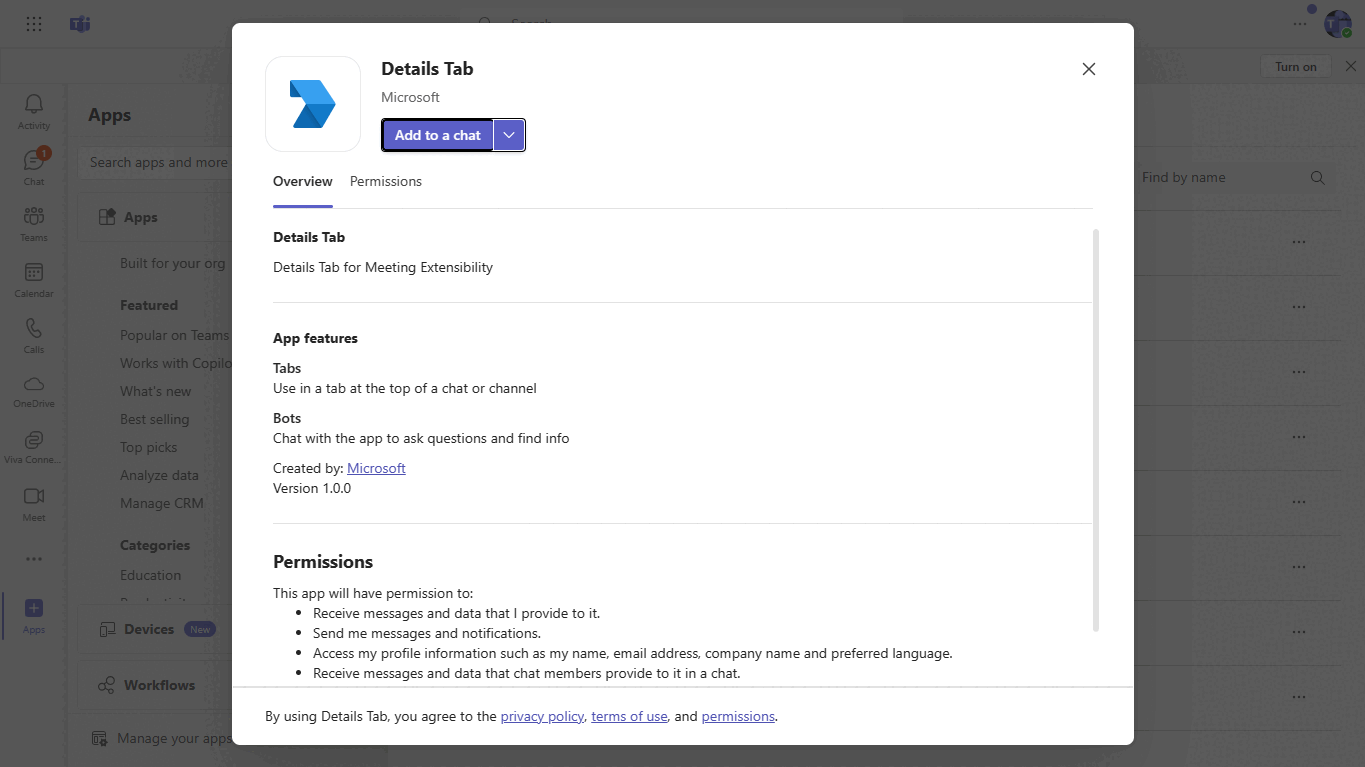 Search
Turn on
Activity
1
Chat
Teams
Calendar
Calls
OneDrive
Viva Conne...
Meet
Apps
Apps
Search apps and more
Apps
Built for your org
Featured
Popular on Teams
Works with Copilo
What's new
Best selling
Top picks
Analyze data
Manage CRM
Categories
Education
Devices New
Workflows
Manage your apps
Details Tab
Microsoft
Add to a chat
Overview Permissions
Details Tab
Details Tab for Meeting Extensibility
App features
Tabs
Use in a tab at the top of a chat or channel
Bots
Chat with the app to ask questions and find info
Created by: Microsoft
Version 1.0.0
Permissions
This app will have permission to:
• Receive messages and data that I provide to it.
• Send me messages and notifications.
• Access my profile information such as my name, email address, company name and preferred language.
• Receive messages and data that chat members provide to it in a chat.
By using Details Tab, you agree to the privacy policy, terms of use, and permissions.
Find by name